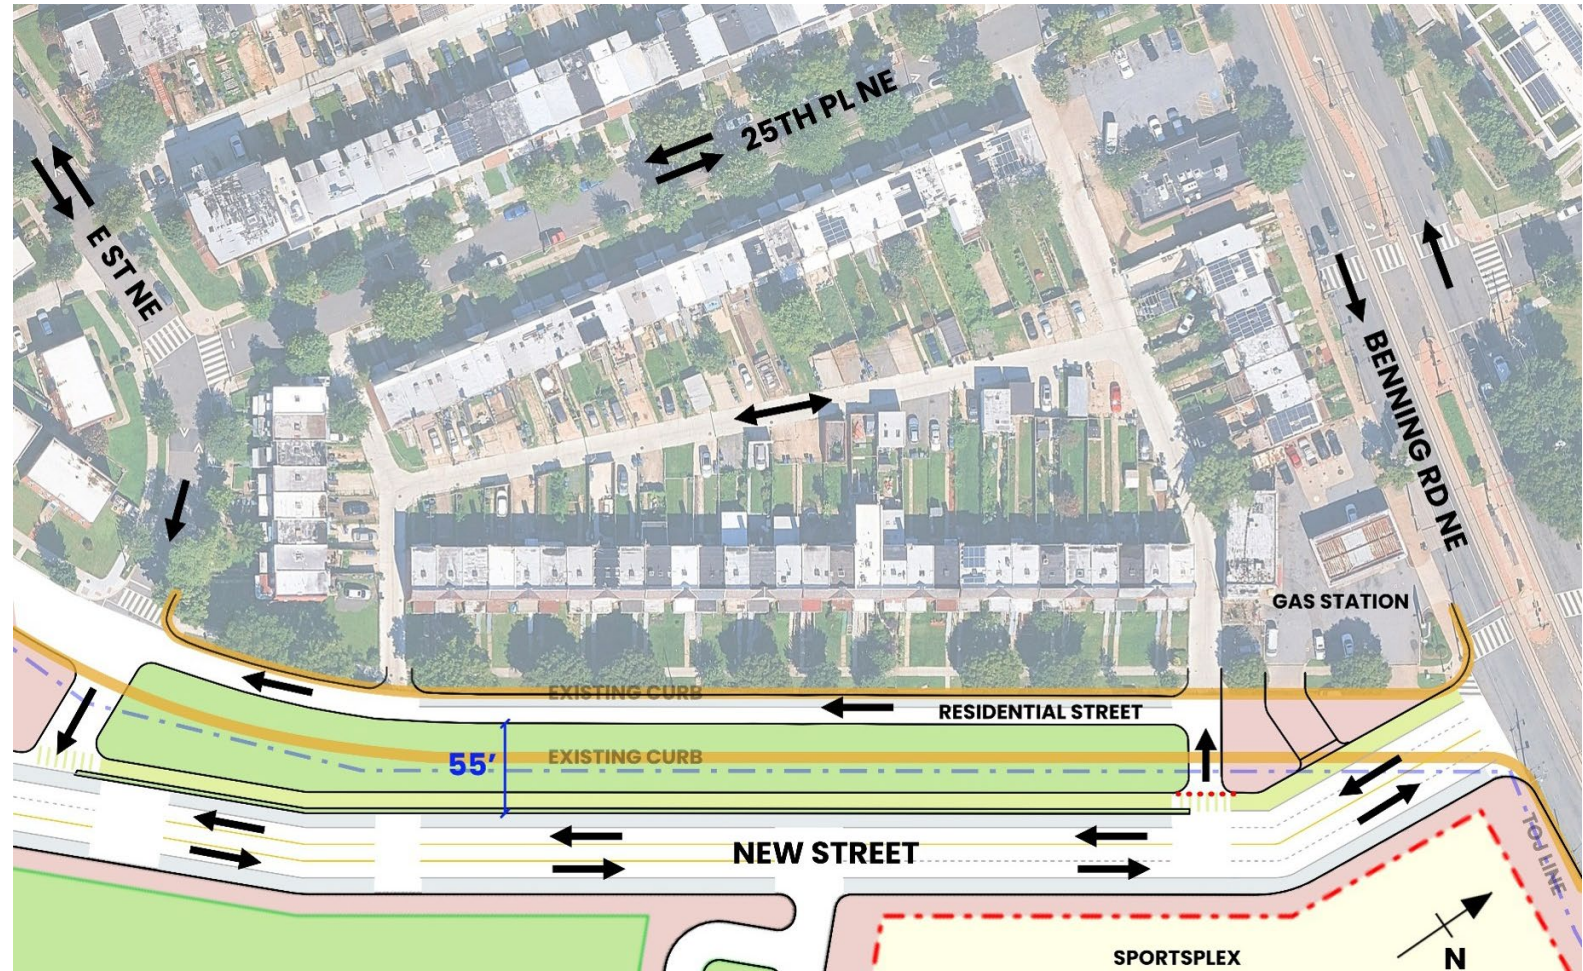 25TH PL NE
E ST NE
BENNING RD NE
GAS STATION
EXISTING CURB
RESIDENTIAL STREET
EXISTING CURB
55'
NEW STREET
TOJ LINE
SPORTSPLEX
N